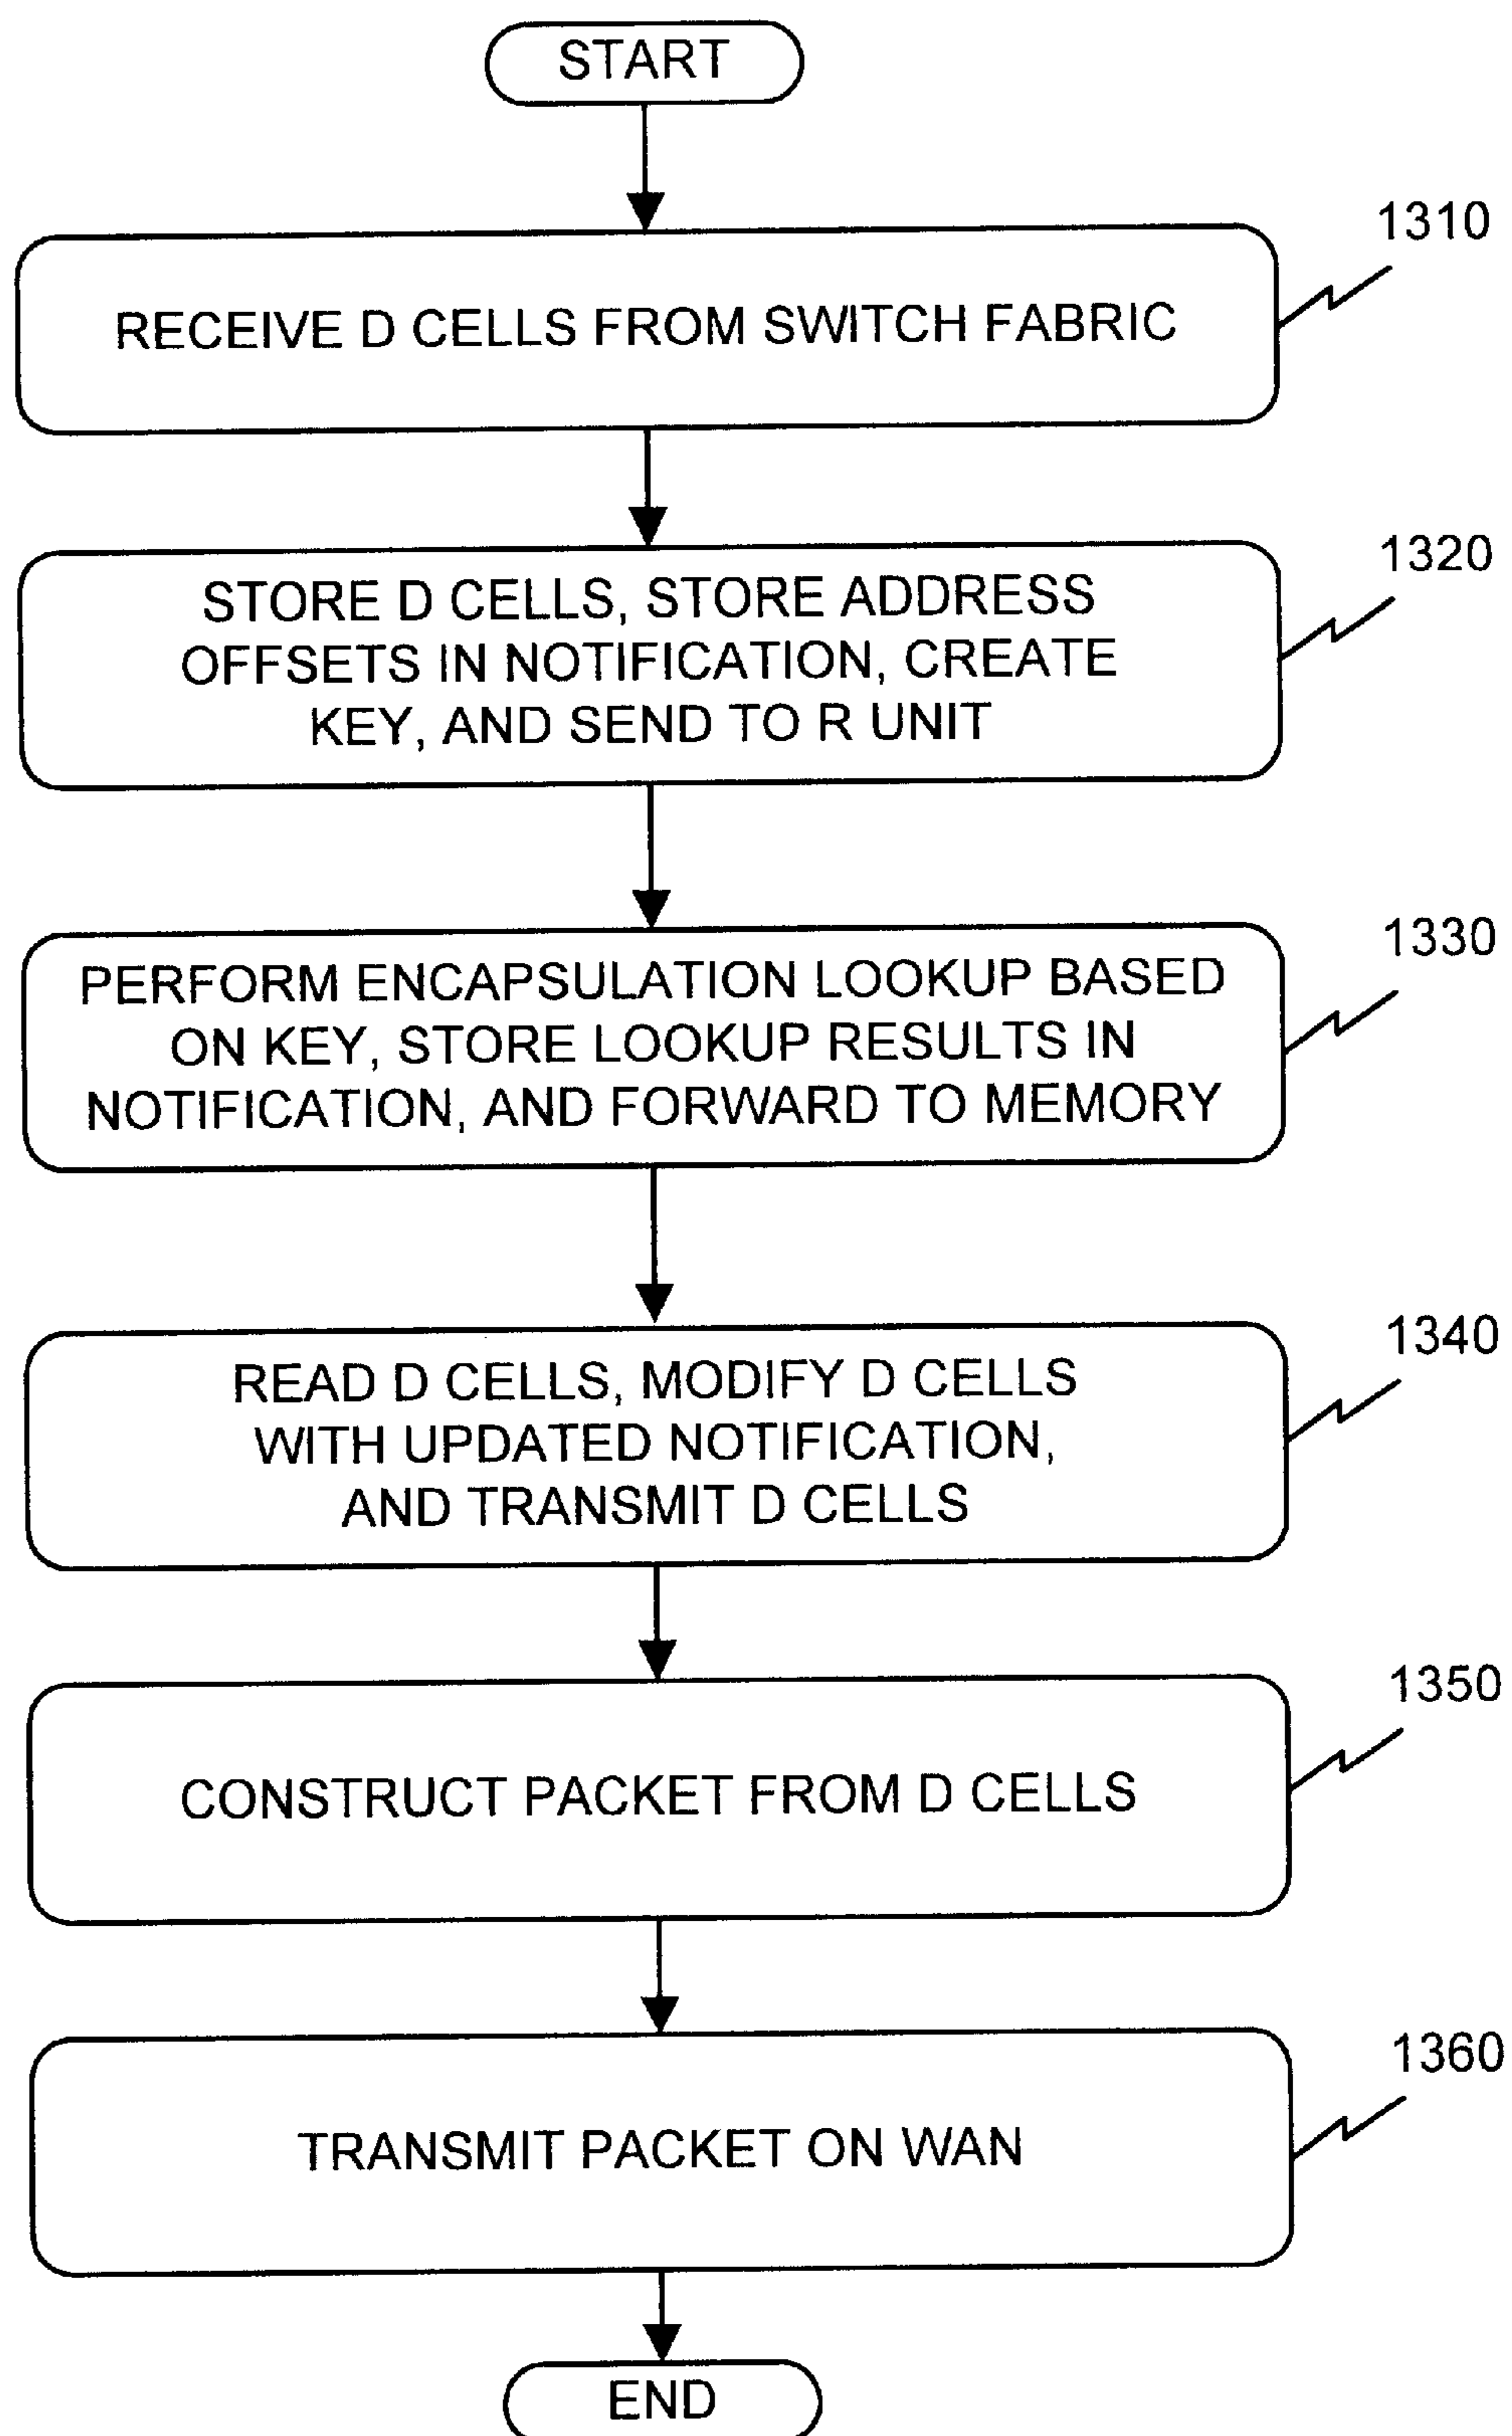 START
1310
RECEIVE D CELLS FROM SWITCH FABRIC
1320
STORE D CELLS, STORE ADDRESS
OFFSETS IN NOTIFICATION, CREATE
KEY, AND SEND TO R UNIT
1330
PERFORM ENCAPSULATION LOOKUP BASED
ON KEY, STORE LOOKUP RESULTS IN
NOTIFICATION, AND FORWARD TO MEMORY
1340
READ D CELLS, MODIFY D CELLS
WITH UPDATED NOTIFICATION,
AND TRANSMIT D CELLS
1350
CONSTRUCT PACKET FROM D CELLS
1360
TRANSMIT PACKET ON WAN
END